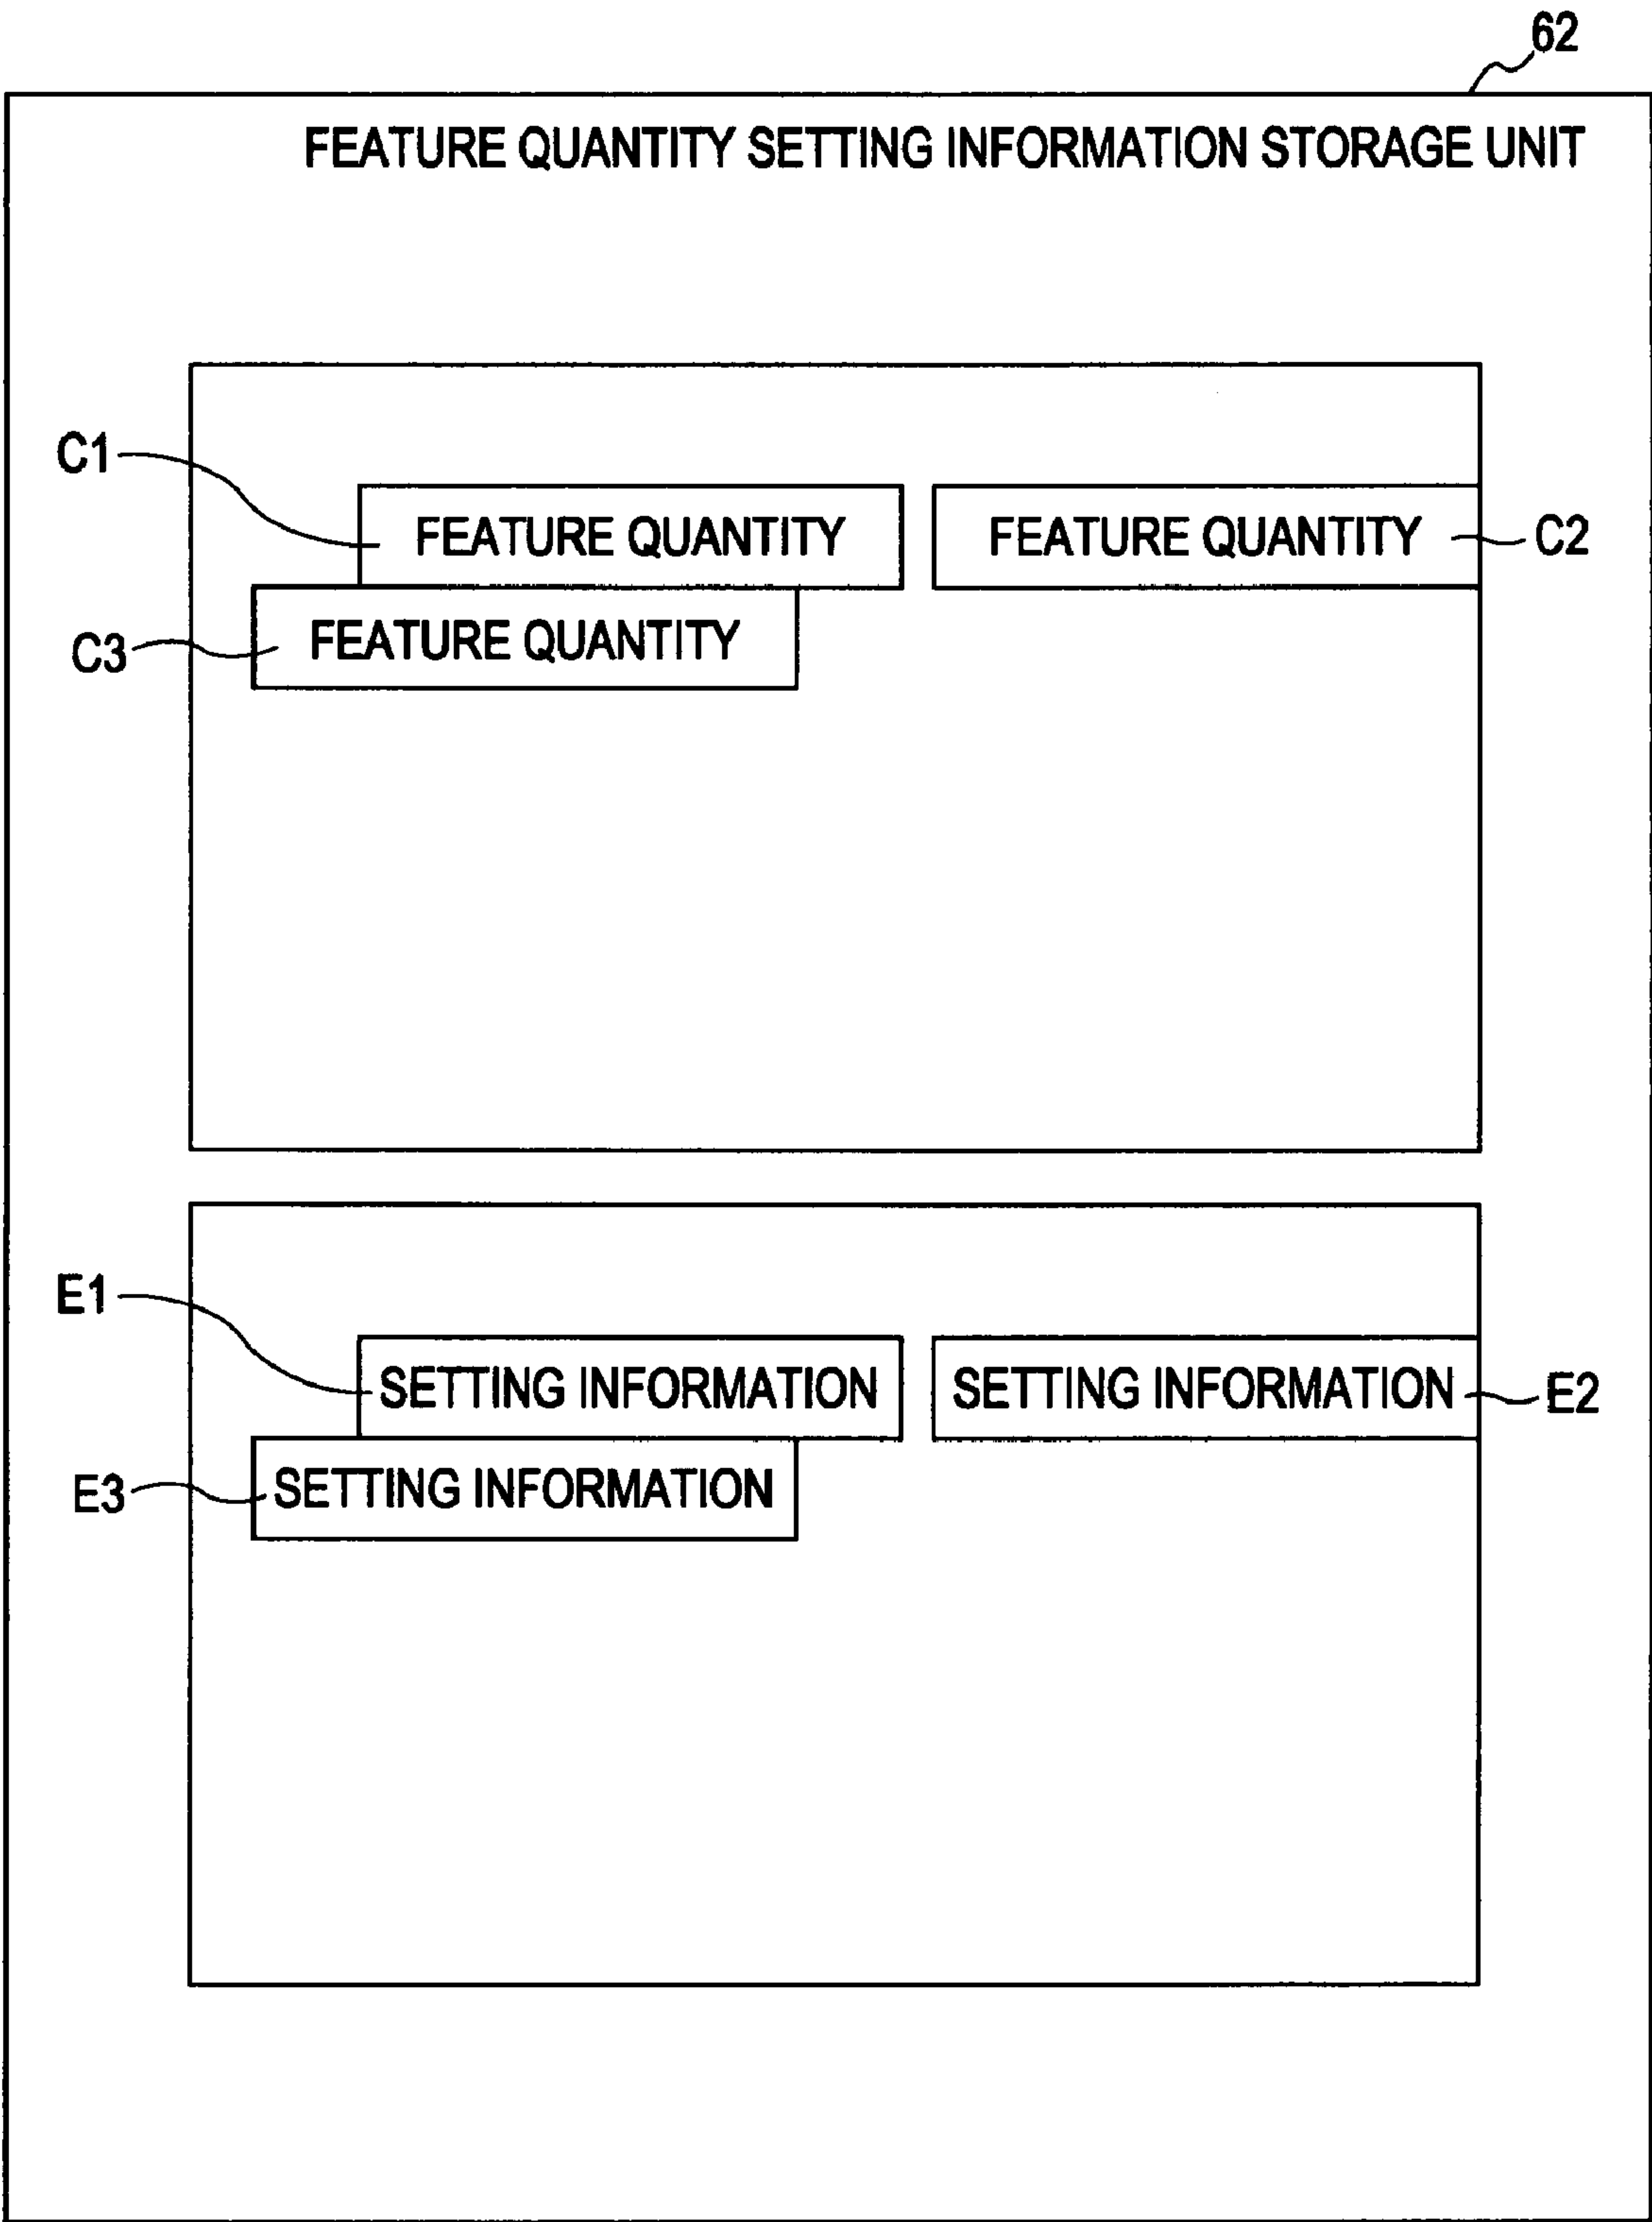 62
FEATURE QUANTITY SETTING INFORMATION STORAGE UNIT
C1
FEATURE QUANTITY
FEATURE QUANTITY
C2
C3
FEATURE QUANTITY
E1
SETTING INFORMATION
SETTING INFORMATION
E2
E3
SETTING INFORMATION